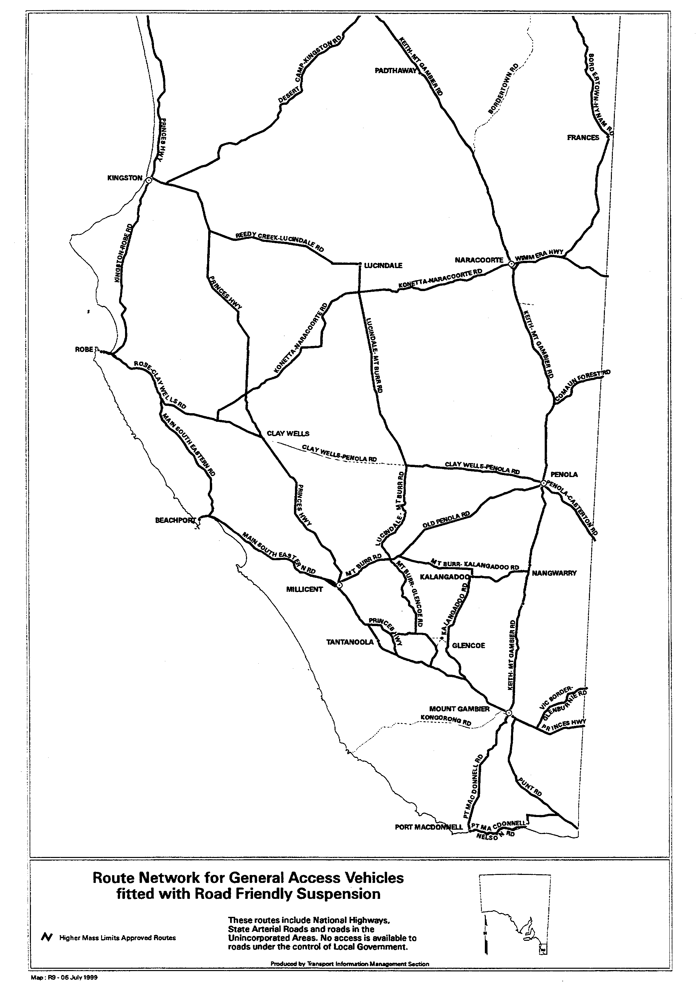 CAMP-KINGSTON RD
DESERT
KEITH-MT GAMBIER RD
PADTHAWAY
BORDERTOWN RD
BORDERTOWN-HYNAM RD
FRANCES
PRINCES HWY
KINGSTON
KINGSTON-ROBE RD
REEDY CREEK-LUCINDALE RD
LUCINDALE
NARACOORTE
WIMMERA HWY
KONETTA-NARACOORTE RD
PRINCES HWY
KONETTA-NARACOORTE RD
LUCINDALE-MT BURR RD
KEITH-MT GAMBIER RD
COMAUN FOREST RD
ROBE
ROBE-CLAY WELLS RD
MAIN SOUTH EASTERN RD
CLAY WELLS
CLAY WELLS-PENOLA RD
CLAY WELLS-PENOLA RD
PENOLA
PENOLA-CASTERTON RD
PRINCES HWY
LUCINDALE-MT BURR RD
OLD PENOLA RD
BEACHPORT
MAIN SOUTH EASTERN RD
MT BURR RD
MT BURR-KALANGADOO RD
NANGWARRY
KALANGADOO
MT BURR-GLENCOE RD
KALANGADOO RD
MILLICENT
PRINCES HWY
TANTANOOLA
GLENCOE
KEITH-MT GAMBIER RD
VIC BORDER-
GLENBURNIE RD
MOUNT GAMBIER
KONGORONG RD
PRINCES HWY
PT MACDONNELL RD
PUNT RD
PORT MACDONNELL
PT MACDONNELL-
NELSON RD
Route Network for General Access Vehicles
fitted with Road Friendly Suspension
These routes include National Highways,
State Arterial Roads and roads in the
Unincorporated Areas. No access is available to
roads under the control of Local Government.
Higher Mass Limits Approved Routes
N
R9
Produced by Transport Information Management Section
Map : R9 - 06 July 1999